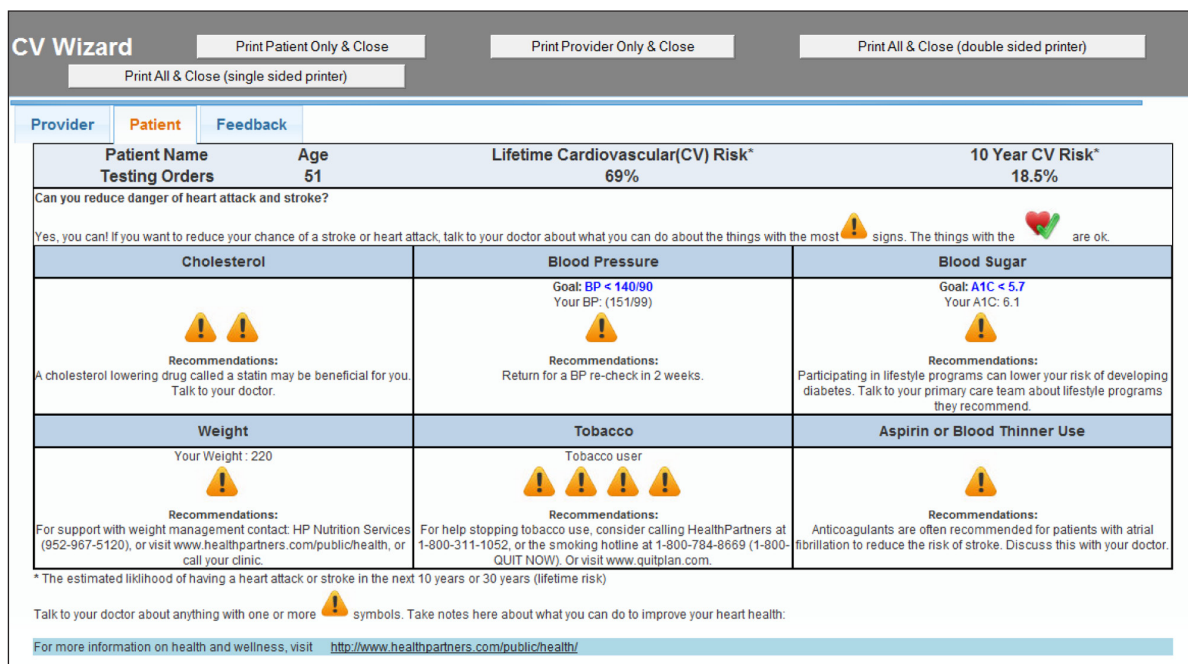 CV Wizard
Print Patient Only & Close
Print Provider Only & Close
Print All & Close (double sided printer)
Print All & Close (single sided printer)
Provider
Patient
Feedback
Patient Name Age Lifetime Cardiovascular(CV) Risk* 10 Year CV Risk*
Testing Orders 51 69% 18.5%
Can you reduce danger of heart attack and stroke?
Yes, you can! If you want to reduce your chance of a stroke or heart attack, talk to your doctor about what you can do about the things with the most signs. The things with the are ok.
Cholesterol
Recommendations:
A cholesterol lowering drug called a statin may be beneficial for you.
Talk to your doctor.
Blood Pressure
Goal: BP < 140/90
Your BP: (151/99)
Recommendations:
Return for a BP re-check in 2 weeks.
Blood Sugar
Goal: A1C < 5.7
Your A1C: 6.1
Recommendations:
Participating in lifestyle programs can lower your risk of developing
diabetes. Talk to your primary care team about lifestyle programs
they recommend.
Weight
Your Weight : 220
Recommendations:
For support with weight management contact: HP Nutrition Services
(952-967-5120), or visit www.healthpartners.com/public/health, or
call your clinic.
Tobacco
Tobacco user
Recommendations:
For help stopping tobacco use, consider calling HealthPartners at
1-800-311-1052, or the smoking hotline at 1-800-784-8669 (1-800-
QUIT NOW). Or visit www.quitplan.com.
Aspirin or Blood Thinner Use
Recommendations:
Anticoagulants are often recommended for patients with atrial
fibrillation to reduce the risk of stroke. Discuss this with your doctor.
* The estimated liklihood of having a heart attack or stroke in the next 10 years or 30 years (lifetime risk)
Talk to your doctor about anything with one or more symbols. Take notes here about what you can do to improve your heart health:
For more information on health and wellness, visit http://www.healthpartners.com/public/health/